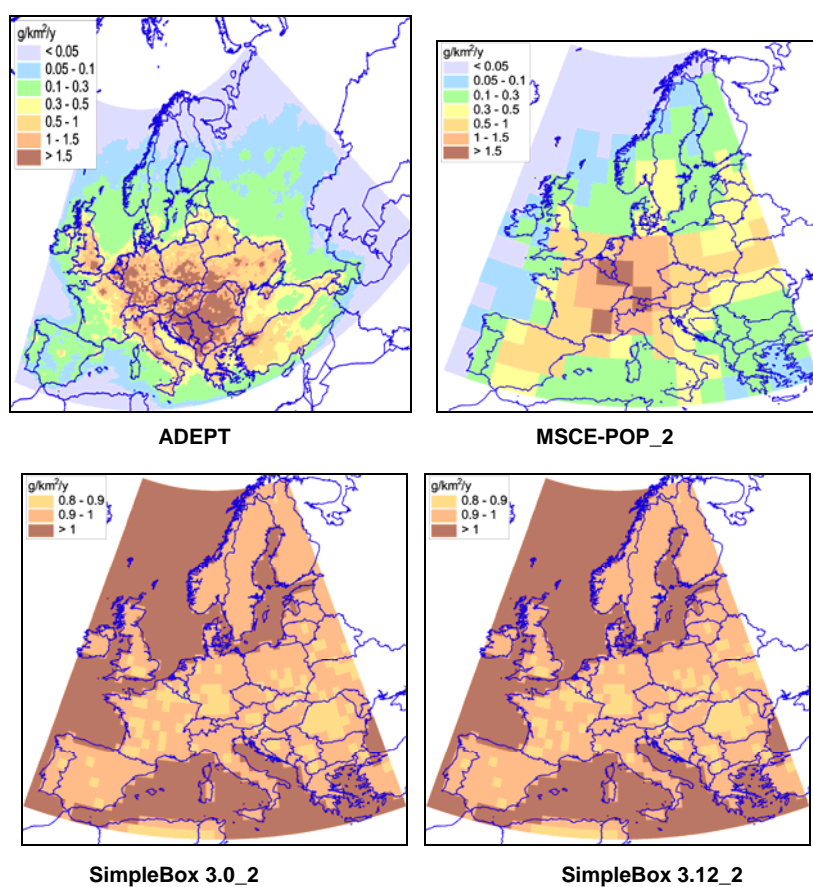 g/km²/y
< 0.05
0.05 - 0.1
0.1 - 0.3
0.3 - 0.5
0.5 - 1
1 - 1.5
> 1.5
g/km²/y
< 0.05
0.05 - 0.1
0.1 - 0.3
0.3 - 0.5
0.5 - 1
1 - 1.5
> 1.5
ADEPT
MSCE-POP_2
g/km²/y
0.8 - 0.9
0.9 - 1
> 1
g/km²/y
0.8 - 0.9
0.9 - 1
> 1
SimpleBox 3.0_2
SimpleBox 3.12_2